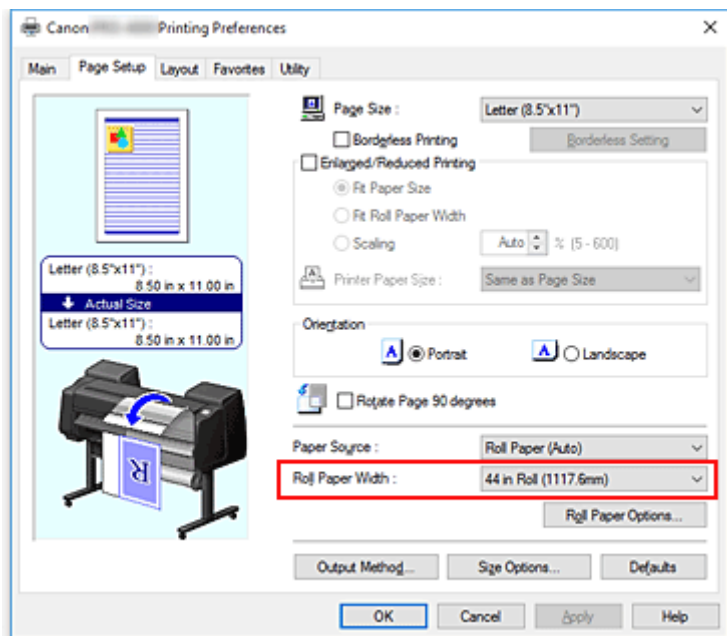 Canon Printing Preferences
Main Page Setup Layout Favorites Utility
Page Size : Letter (8.5"x11")
Borderless Printing Borderless Setting
Enlarged/Reduced Printing
Fit Paper Size
Fit Roll Paper Width
Scaling Auto % (5 - 600)
Printer Paper Size : Same as Page Size
Letter (8.5"x11") :
8.50 in x 11.00 in
Actual Size
Letter (8.5"x11") :
8.50 in x 11.00 in
Orientation
A Portrait A Landscape
Rotate Page 90 degrees
R
Paper Source : Roll Paper (Auto)
Roll Paper Width : 44 in Roll (1117.6mm)
Roll Paper Options...
Output Method... Size Options... Defaults
OK Cancel Apply Help